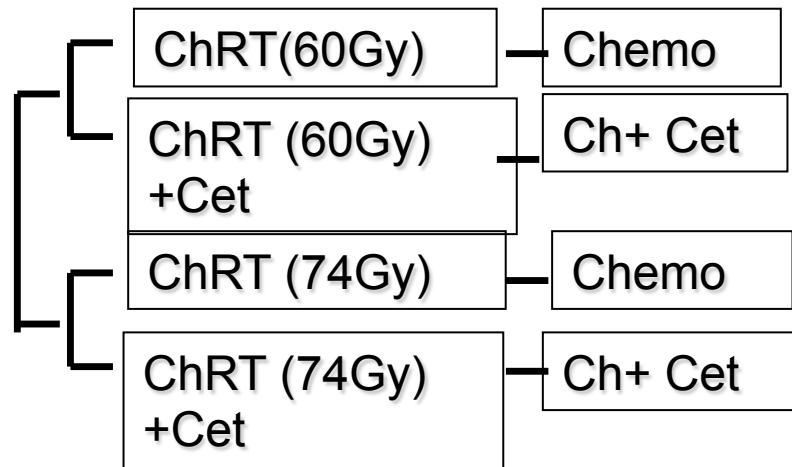 ChRT(60Gy)
Chemo
ChRT (60Gy)
+Cet
Ch+ Cet
ChRT (74Gy)
Chemo
ChRT (74Gy)
+Cet
Ch+ Cet